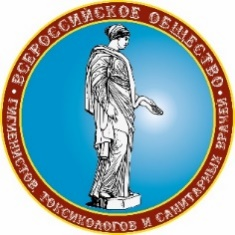 ВСЕРОССИЙСКОЕ ОБЩЕСТВО
ГИГИЕНИСТОВ, ТОКСИКОЛОГОВ И САНИТАРНЫХ ВРАЧЕЙ